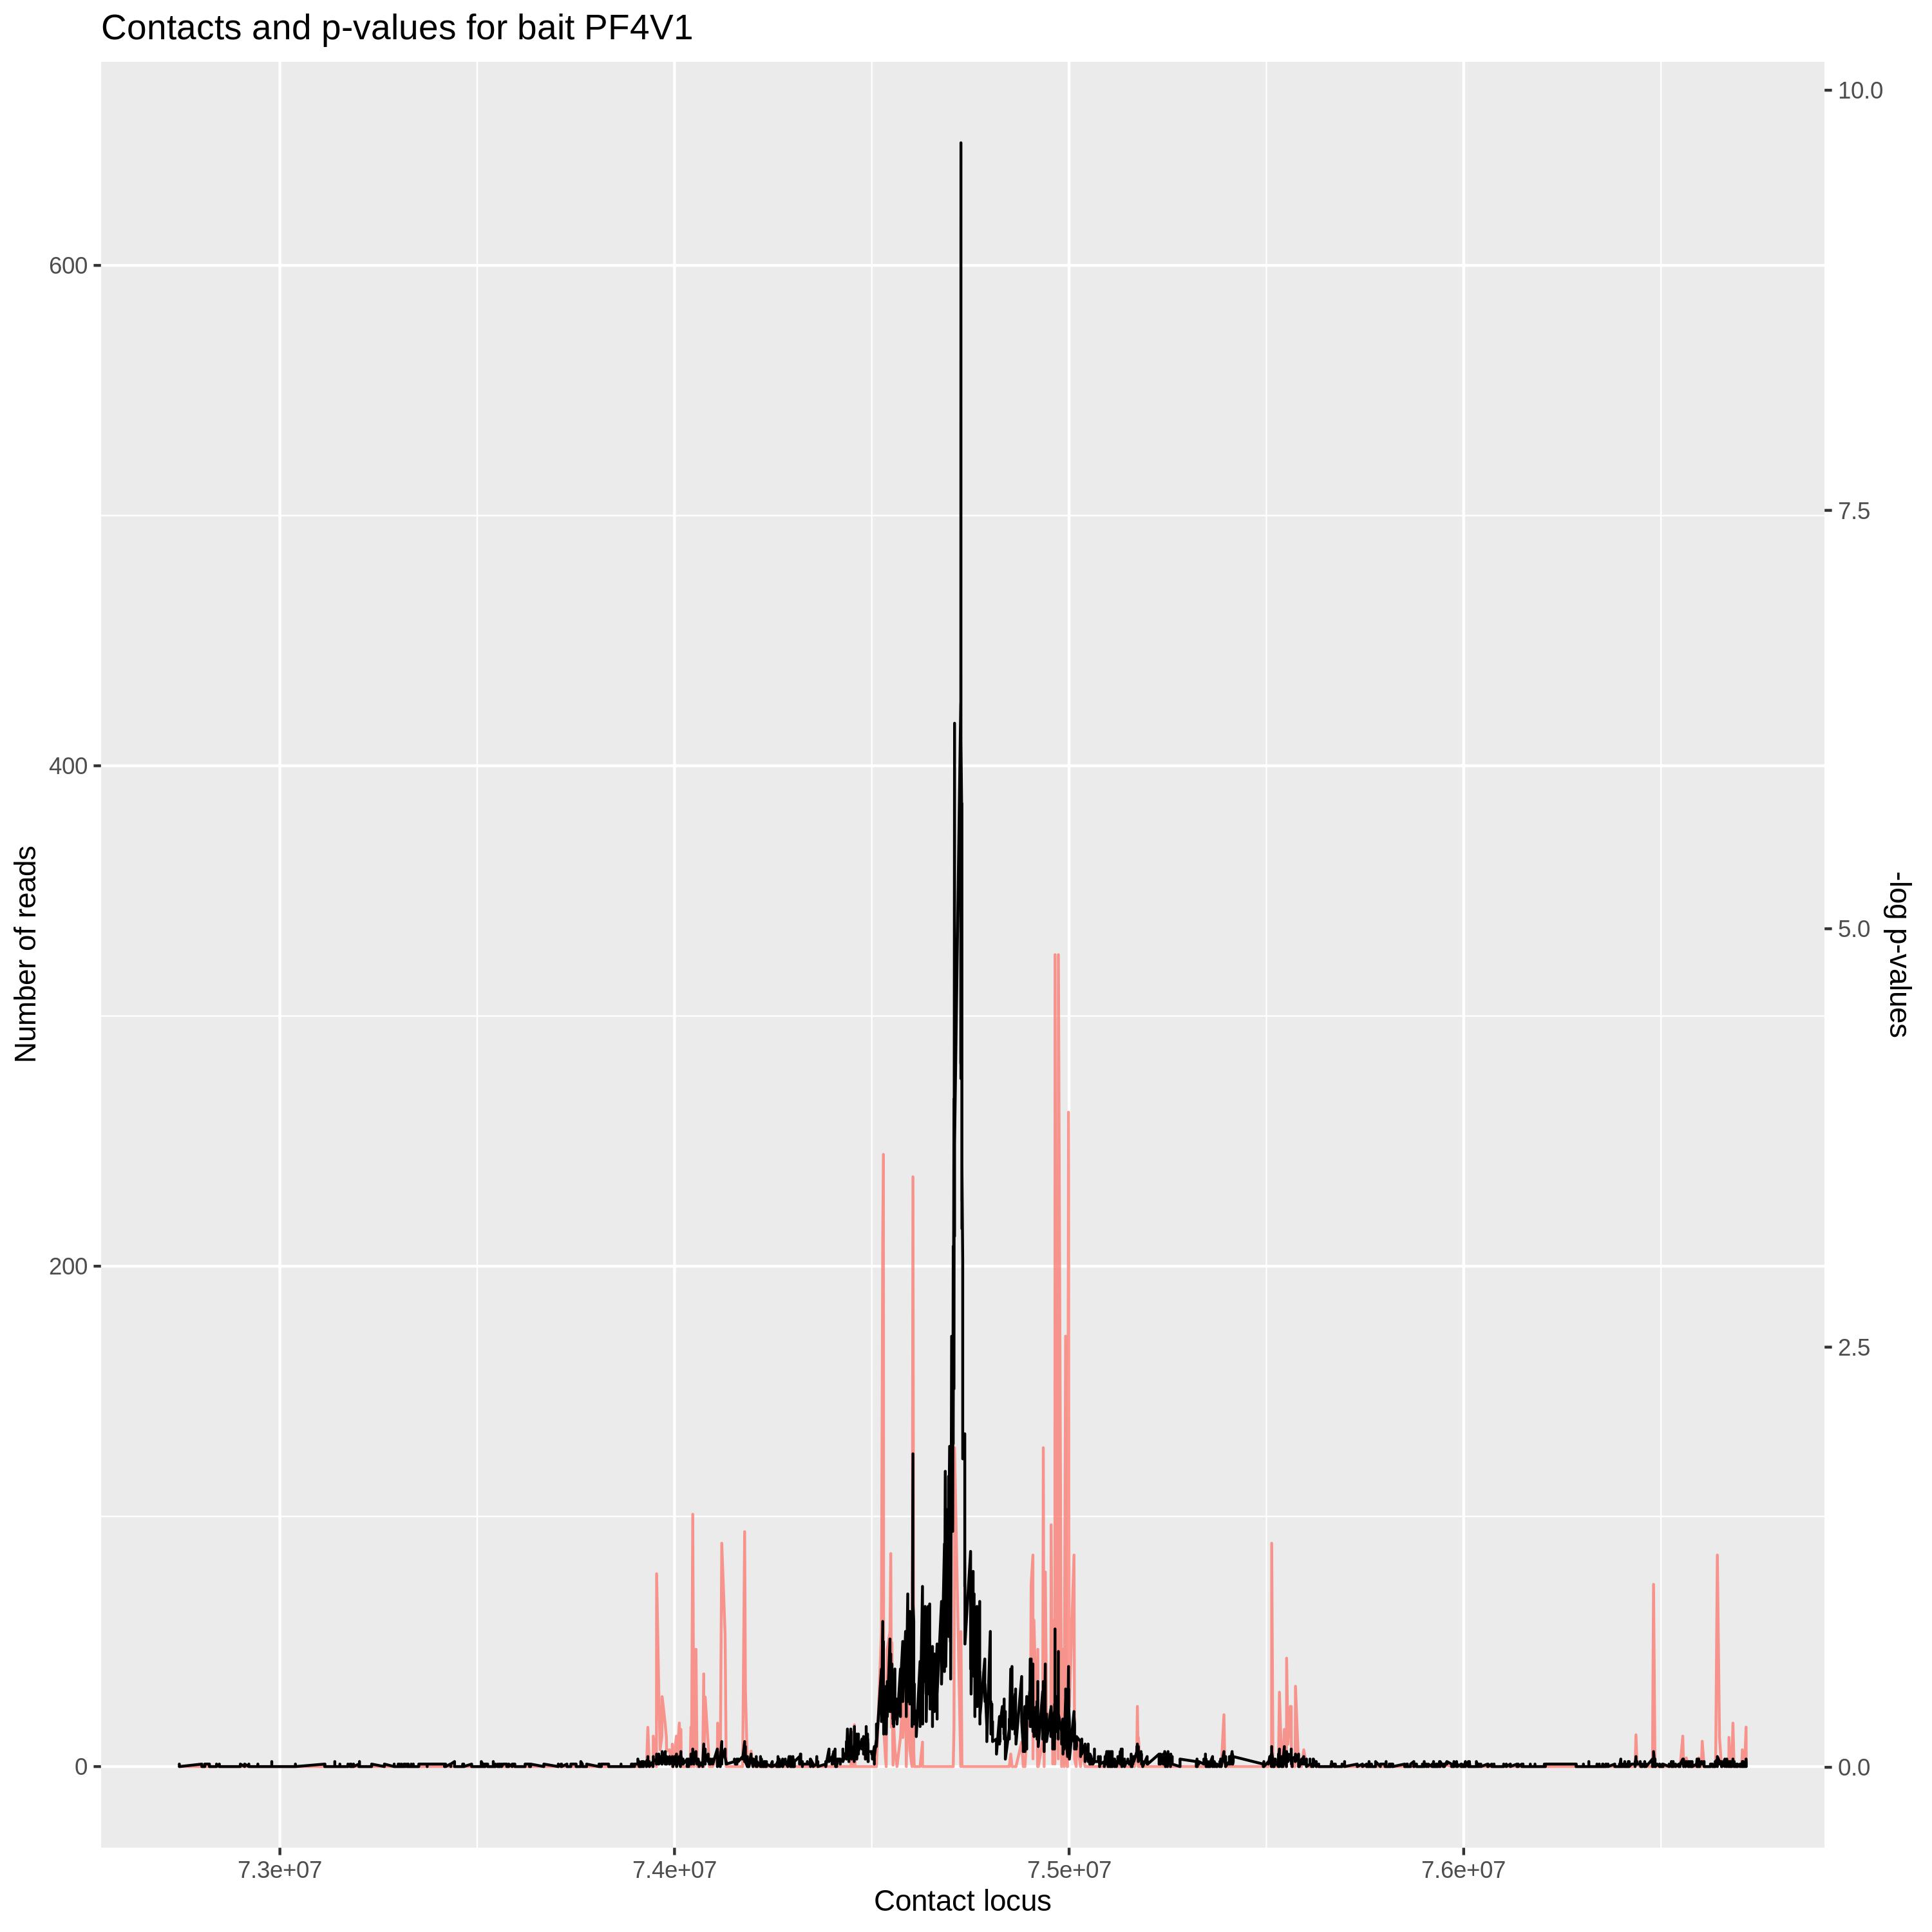 Contacts and p-values for bait PF4V1
10.0
600
7.5
400
5.0
Number of reads
-log p-values
200
2.5
0
0.0
7.3e+07
7.4e+07
7.5e+07
7.6e+07
Contact locus